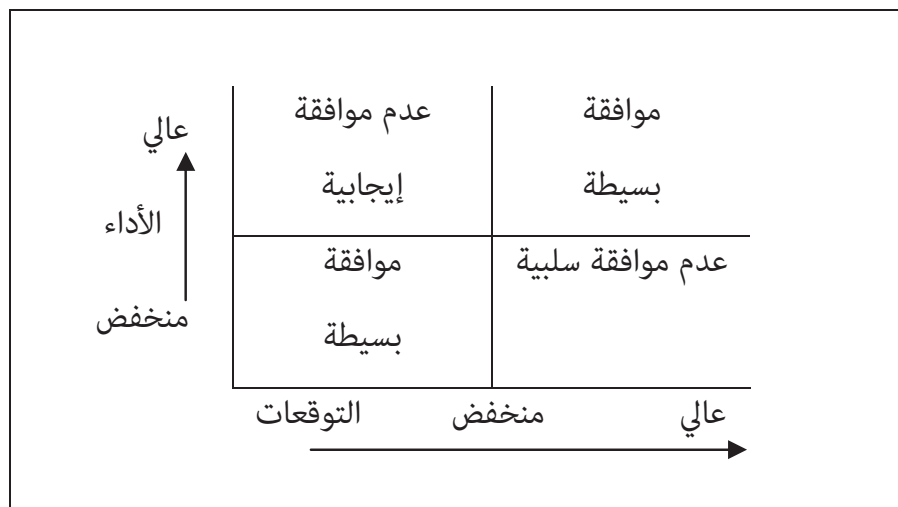 عدم موافقة
موافقة
عالي
إيجابية
بسيطة
الأداء
موافقة
عدم موافقة سلبية
منخفض
بسيطة
التوقعات
منخفض
عالي